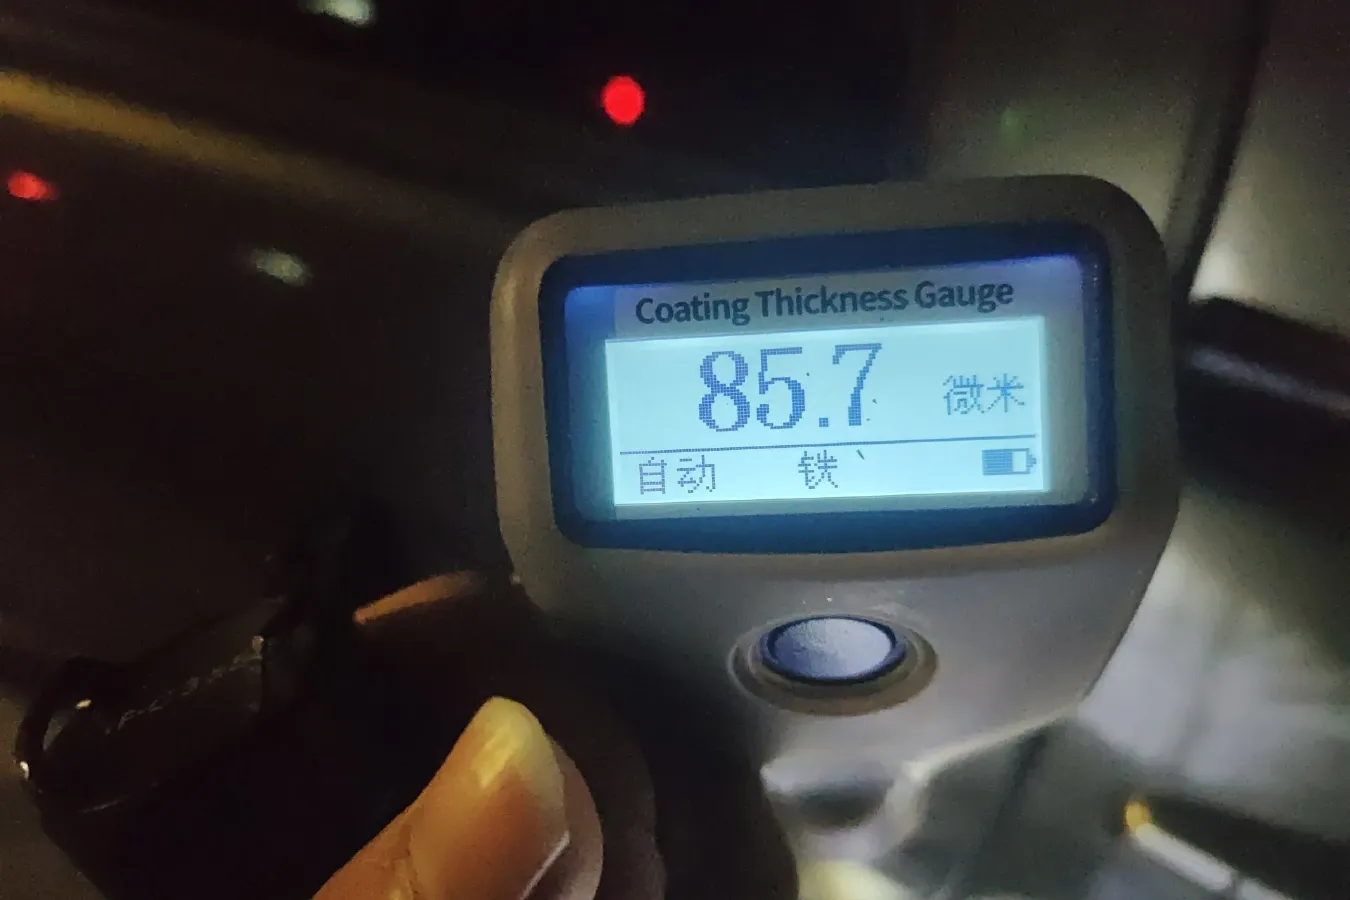 Coating Thickness Gauge
85.7 微米
自动 铁